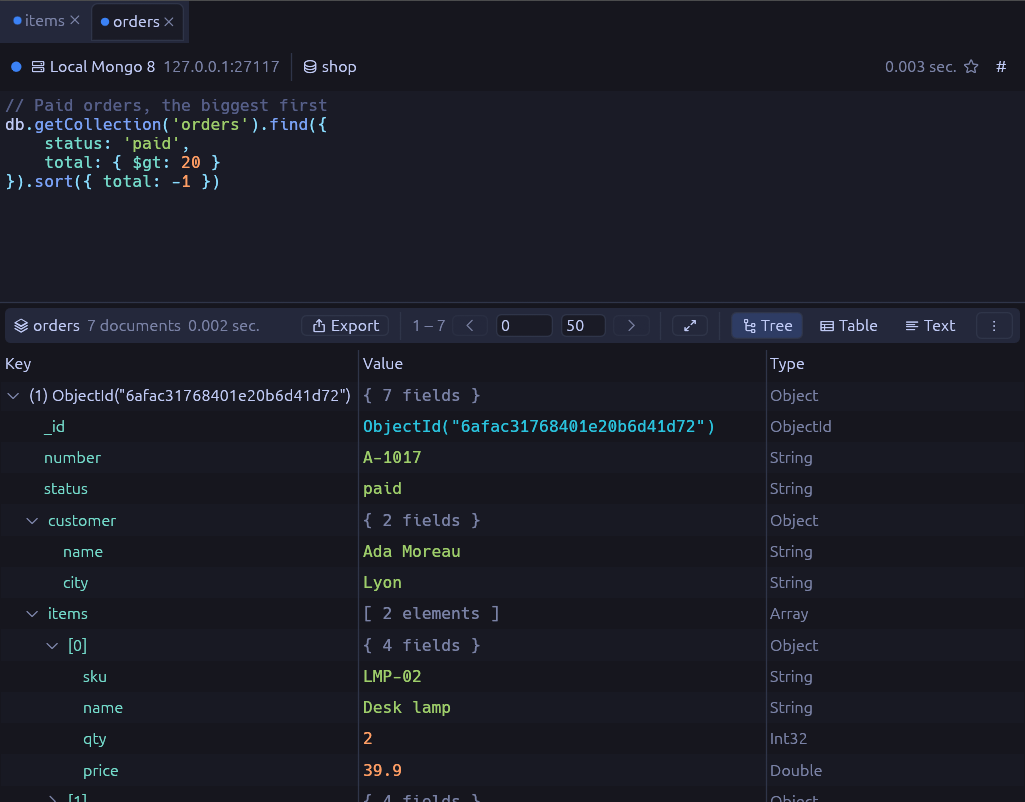 items × orders ×
Local Mongo 8 127.0.0.1:27117 shop 0.003 sec. #
// Paid orders, the biggest first
db.getCollection('orders').find({
    status: 'paid',
    total: { $gt: 20 }
}).sort({ total: -1 })
orders 7 documents 0.002 sec. Export 1 – 7 0 50 Tree Table Text
Key Value Type
(1) ObjectId("6afac31768401e20b6d41d72") { 7 fields } Object
_id ObjectId("6afac31768401e20b6d41d72") ObjectId
number A-1017 String
status paid String
customer { 2 fields } Object
name Ada Moreau String
city Lyon String
items [ 2 elements ] Array
[0] { 4 fields } Object
sku LMP-02 String
name Desk lamp String
qty 2 Int32
price 39.9 Double
[1] { 4 fields } Object